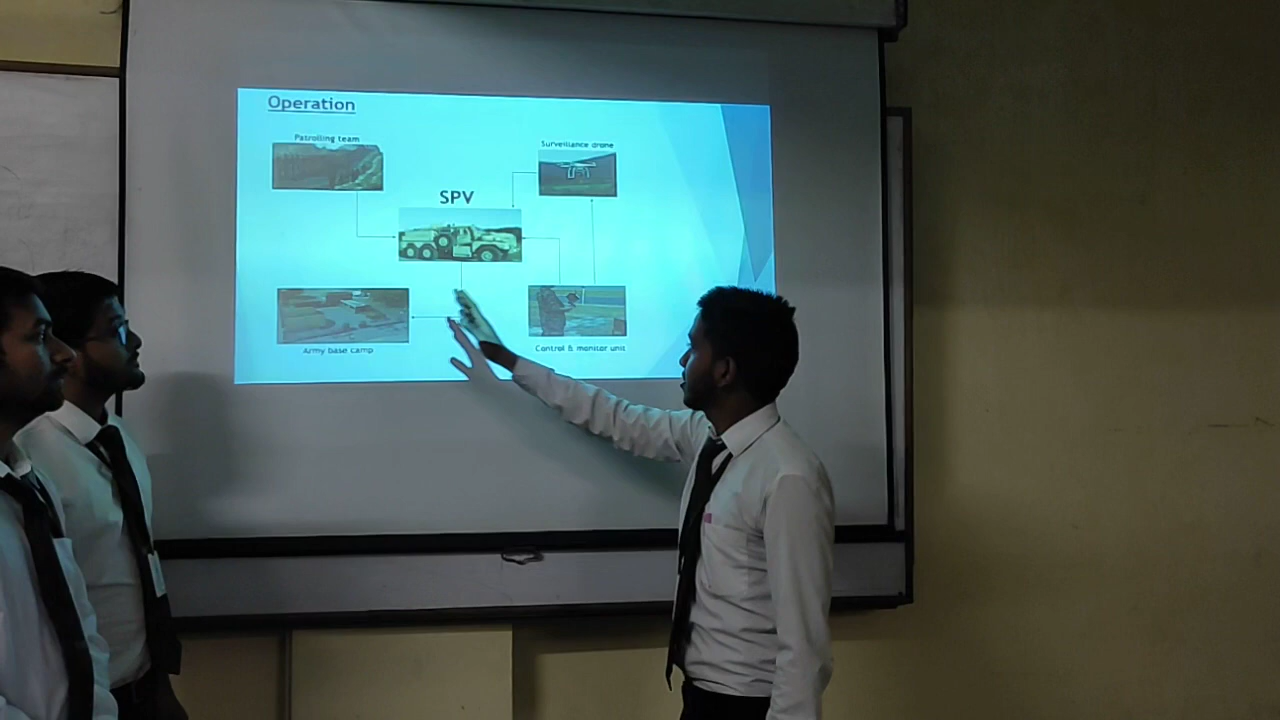 Operation
Patrolling team
Surveillance drone
SPV
Army base camp
Control & monitor unit